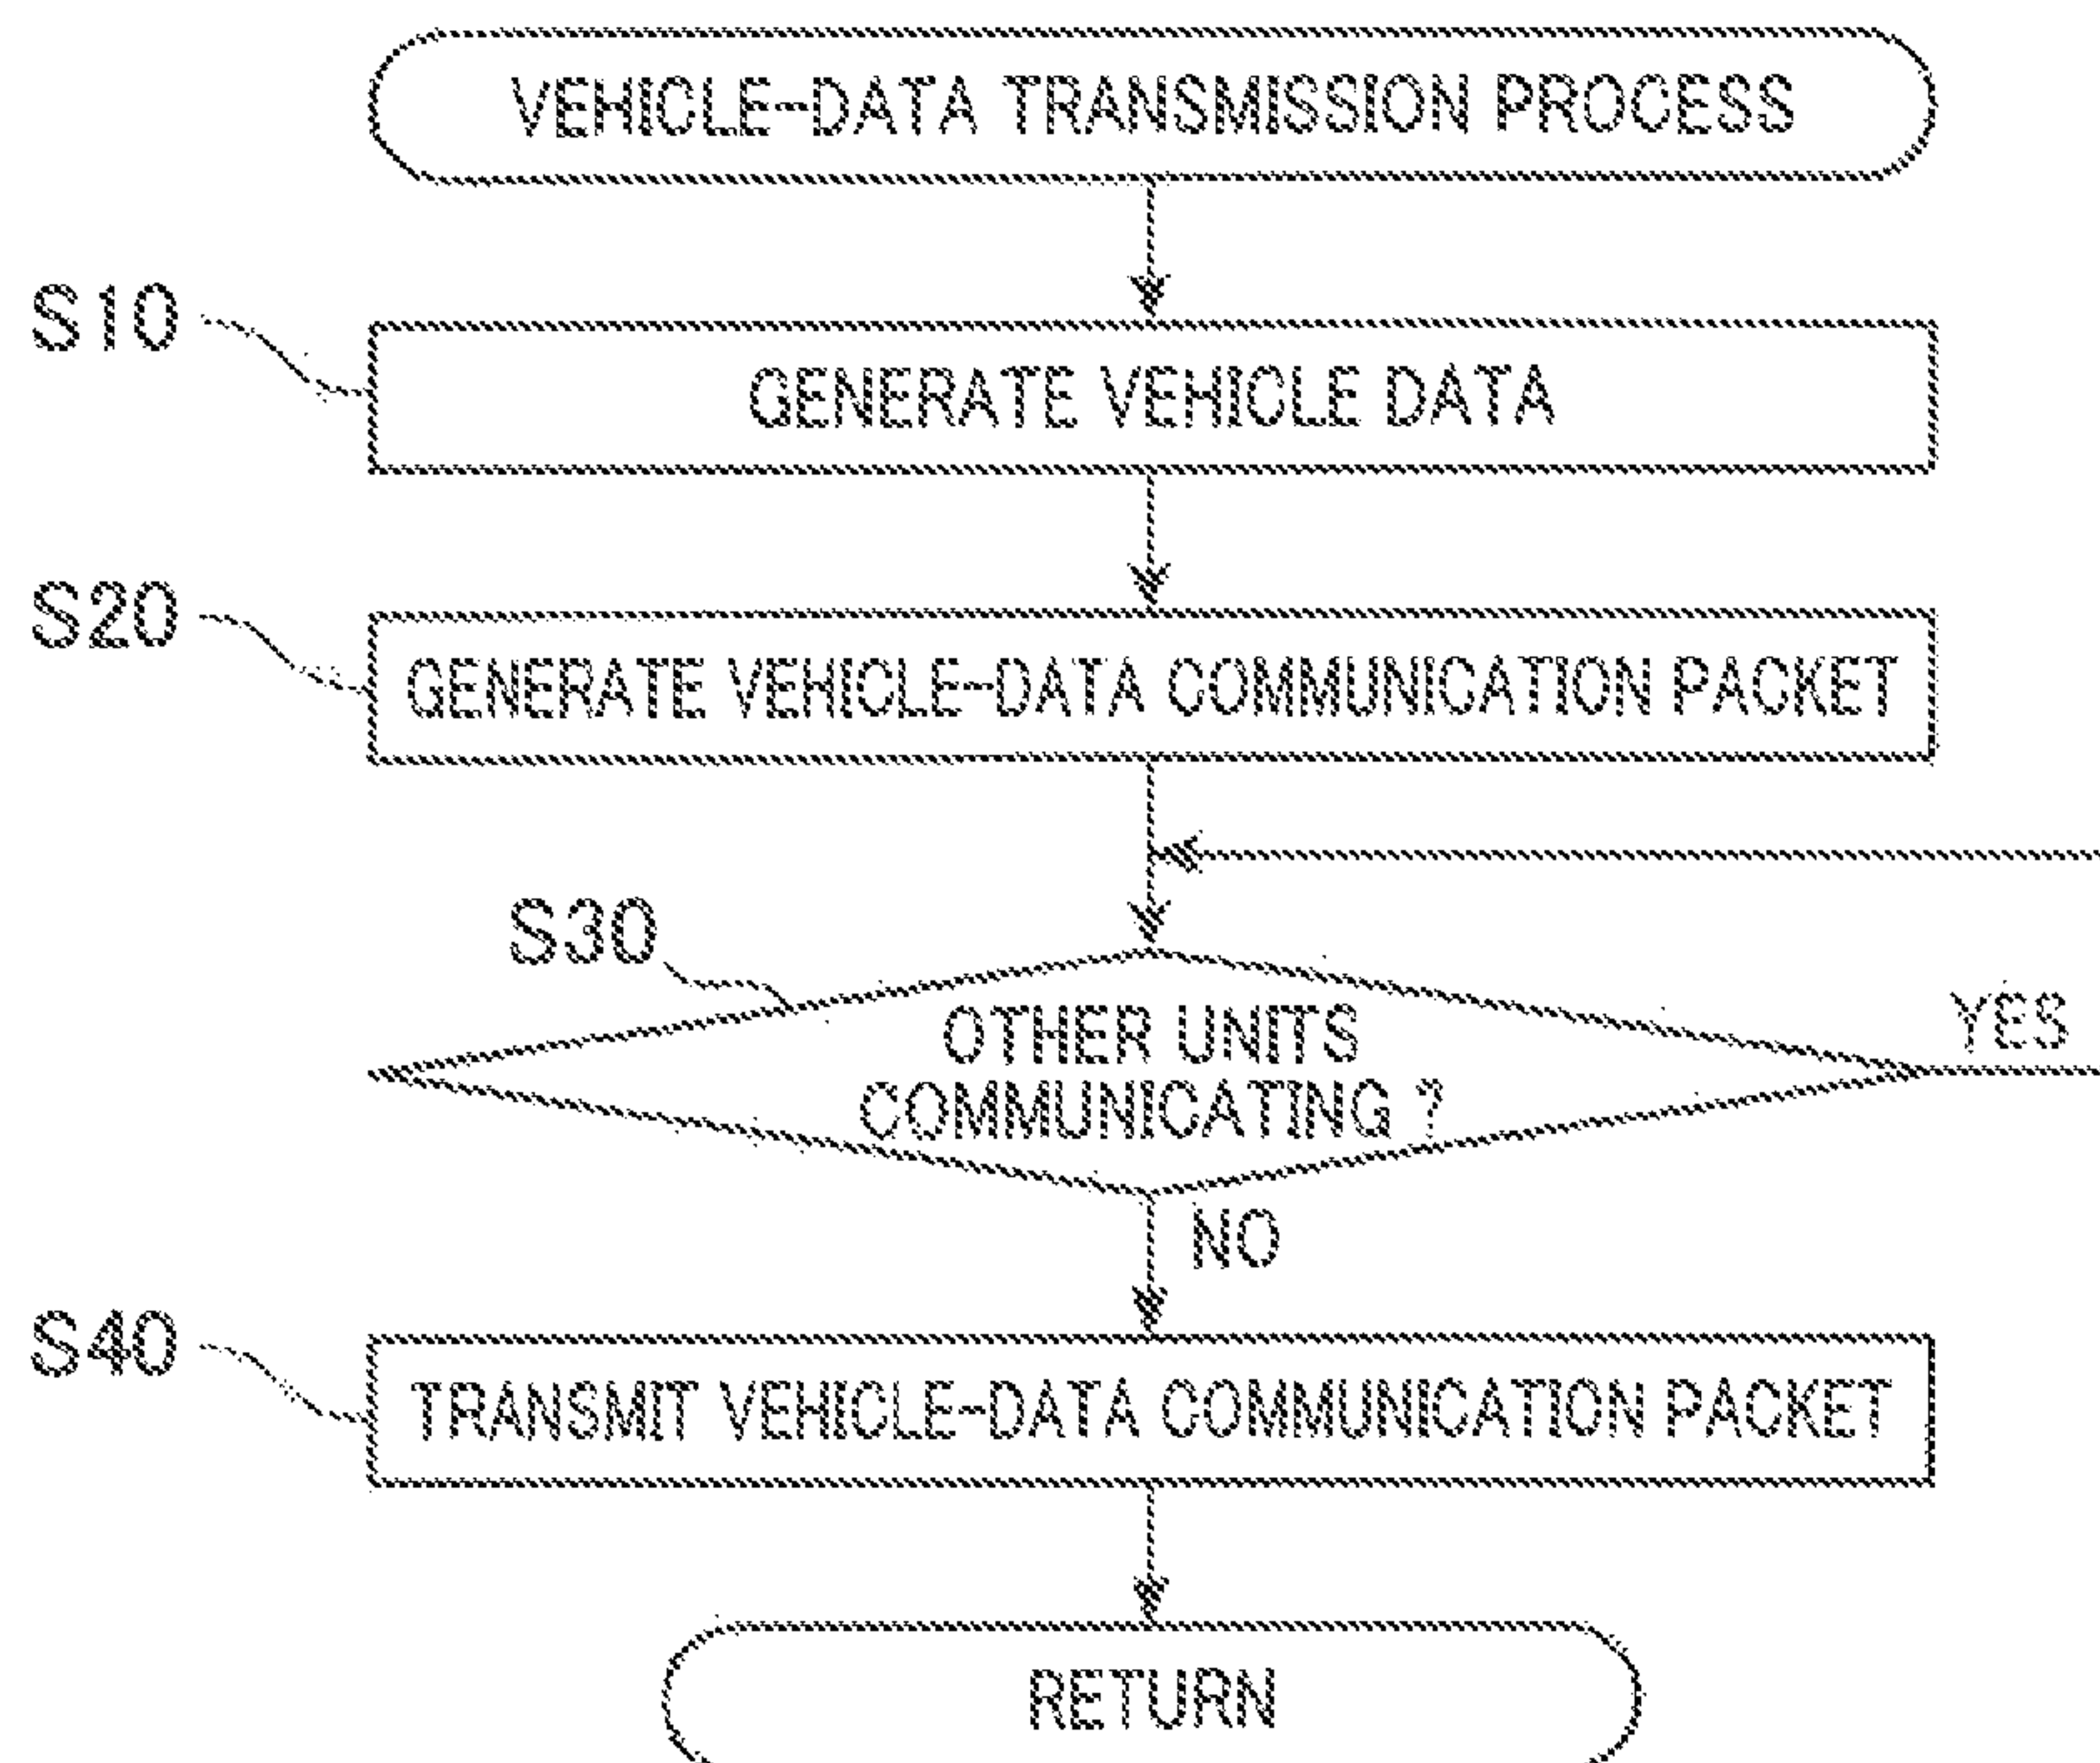 VEHICLE-DATA TRANSMISSION PROCESS
S10
GENERATE VEHICLE DATA
S20
GENERATE VEHICLE-DATA COMMUNICATION PACKET
S30
OTHER UNITS
COMMUNICATING ?
YES
NO
S40
TRANSMIT VEHICLE-DATA COMMUNICATION PACKET
RETURN